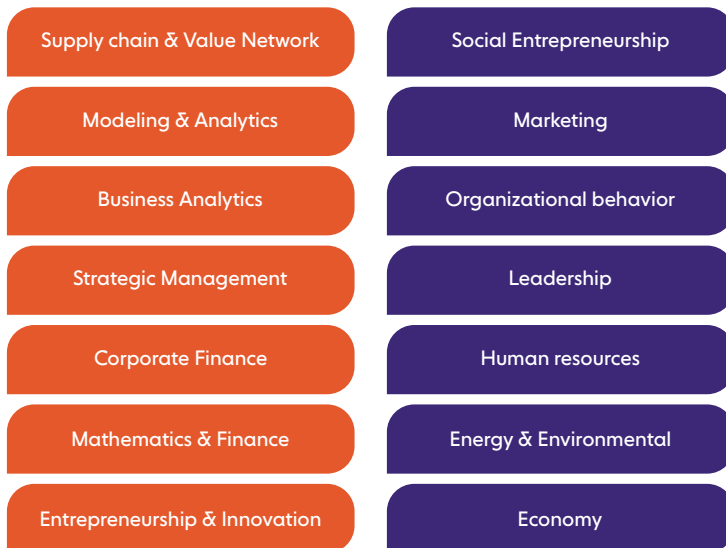 Supply chain & Value Network
Social Entrepreneurship
Modeling & Analytics
Marketing
Business Analytics
Organizational behavior
Strategic Management
Leadership
Corporate Finance
Human resources
Mathematics & Finance
Energy & Environmental
Entrepreneurship & Innovation
Economy